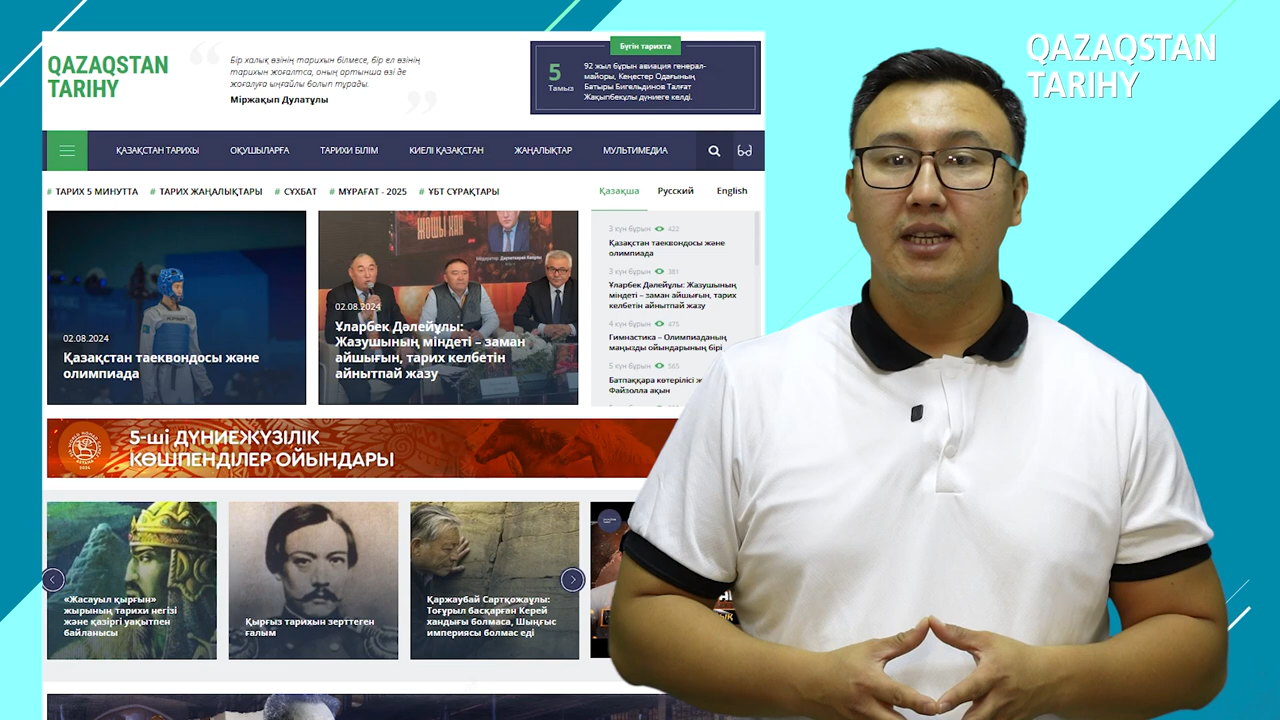 QAZAQSTAN
TARIHY
Бір халық өзінің тарихын білмесе, бір ел өзінің
тарихын жоғалтса, оның артынша өзі де
жоғалуға ыңғайлы болып тұрады.
Міржақып Дулатұлы
Бүгін тарихта
5
Тамыз
92 жыл бұрын авиация генерал-
майоры, Кеңестер Одағының
Батыры Бигельдинов Талғат
Жақыпбекұлы дүниеге келді.
QAZAQSTAN
TARIHY
ҚАЗАҚСТАН ТАРИХЫ ОҚУШЫЛАРҒА ТАРИХИ БІЛІМ КИЕЛІ ҚАЗАҚСТАН ЖАҢАЛЫҚТАР МУЛЬТИМЕДИА
# ТАРИХ 5 МИНУТТА # ТАРИХ ЖАҢАЛЫҚТАРЫ # СҰХБАТ # МҰРАҒАТ - 2025 # ҰБТ СҰРАҚТАРЫ
Қазақша Русский English
02.08.2024
Қазақстан таеквондосы және
олимпиада
ЖОШЫ ХАН
02.08.2024
Ұларбек Дәлейұлы:
Жазушының міндеті – заман
айшығын, тарих келбетін
айнытпай жазу
3 күн бұрын 422
Қазақстан таеквондосы және
олимпиада
3 күн бұрын 381
Ұларбек Дәлейұлы: Жазушының
міндеті – заман айшығын, тарих
келбетін айнытпай жазу
4 күн бұрын 475
Гимнастика – Олимпиаданың
маңызды ойындарының бірі
5 күн бұрын 565
Батпаққара көтерілісі
Файзолла ақын
5-ші ДҮНИЕЖҮЗІЛІК
КӨШПЕНДІЛЕР ОЙЫНДАРЫ
«Жасауыл қырғын»
жырының тарихи негізі
және қазіргі уақытпен
байланысы
Қырғыз тарихын зерттеген
ғалым
Қаржаубай Сартқожаұлы:
Тоғұрыл басқарған Керей
хандығы болмаса, Шыңғыс
империясы болмас еді